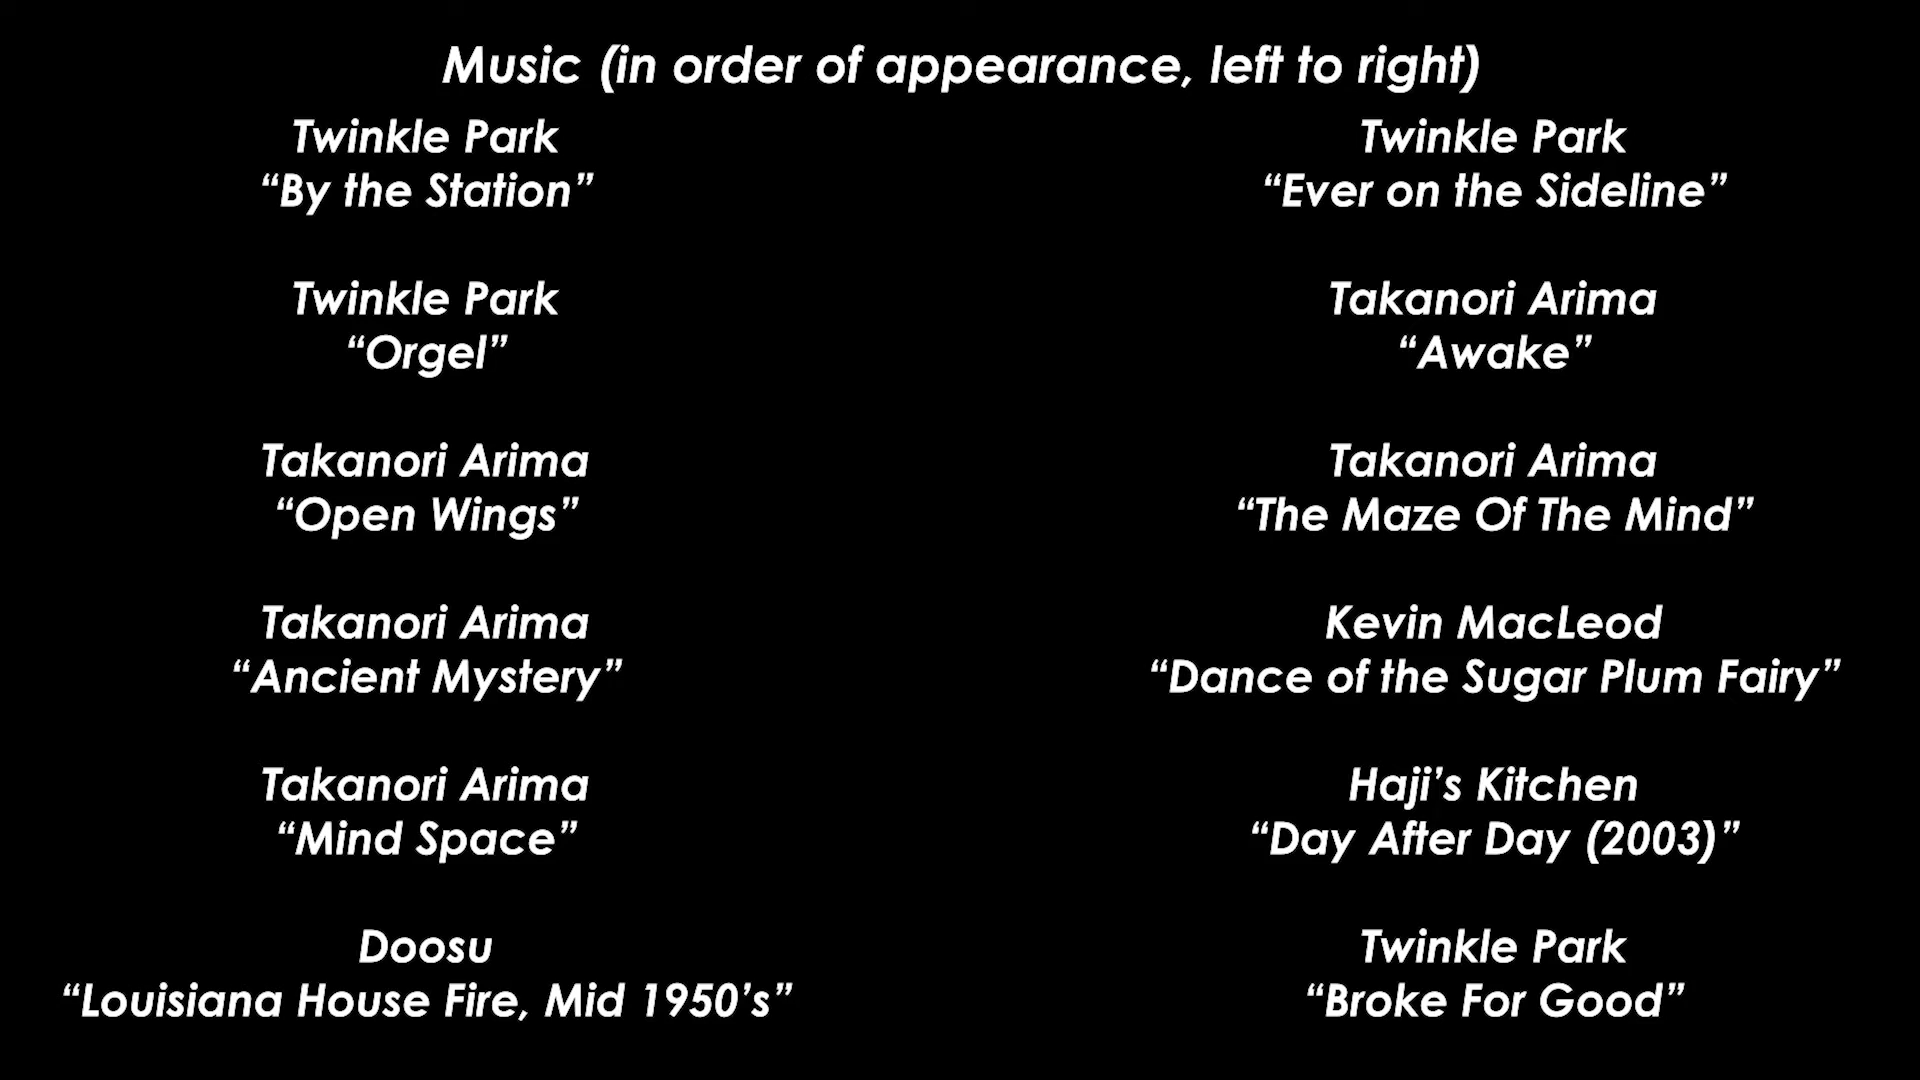 Music (in order of appearance, left to right)
Twinkle Park
“By the Station”
Twinkle Park
“Ever on the Sideline”
Twinkle Park
“Orgel”
Takanori Arima
“Awake”
Takanori Arima
“Open Wings”
Takanori Arima
“The Maze Of The Mind”
Takanori Arima
“Ancient Mystery”
Kevin MacLeod
“Dance of the Sugar Plum Fairy”
Takanori Arima
“Mind Space”
Haji’s Kitchen
“Day After Day (2003)”
Doosu
“Louisiana House Fire, Mid 1950’s”
Twinkle Park
“Broke For Good”